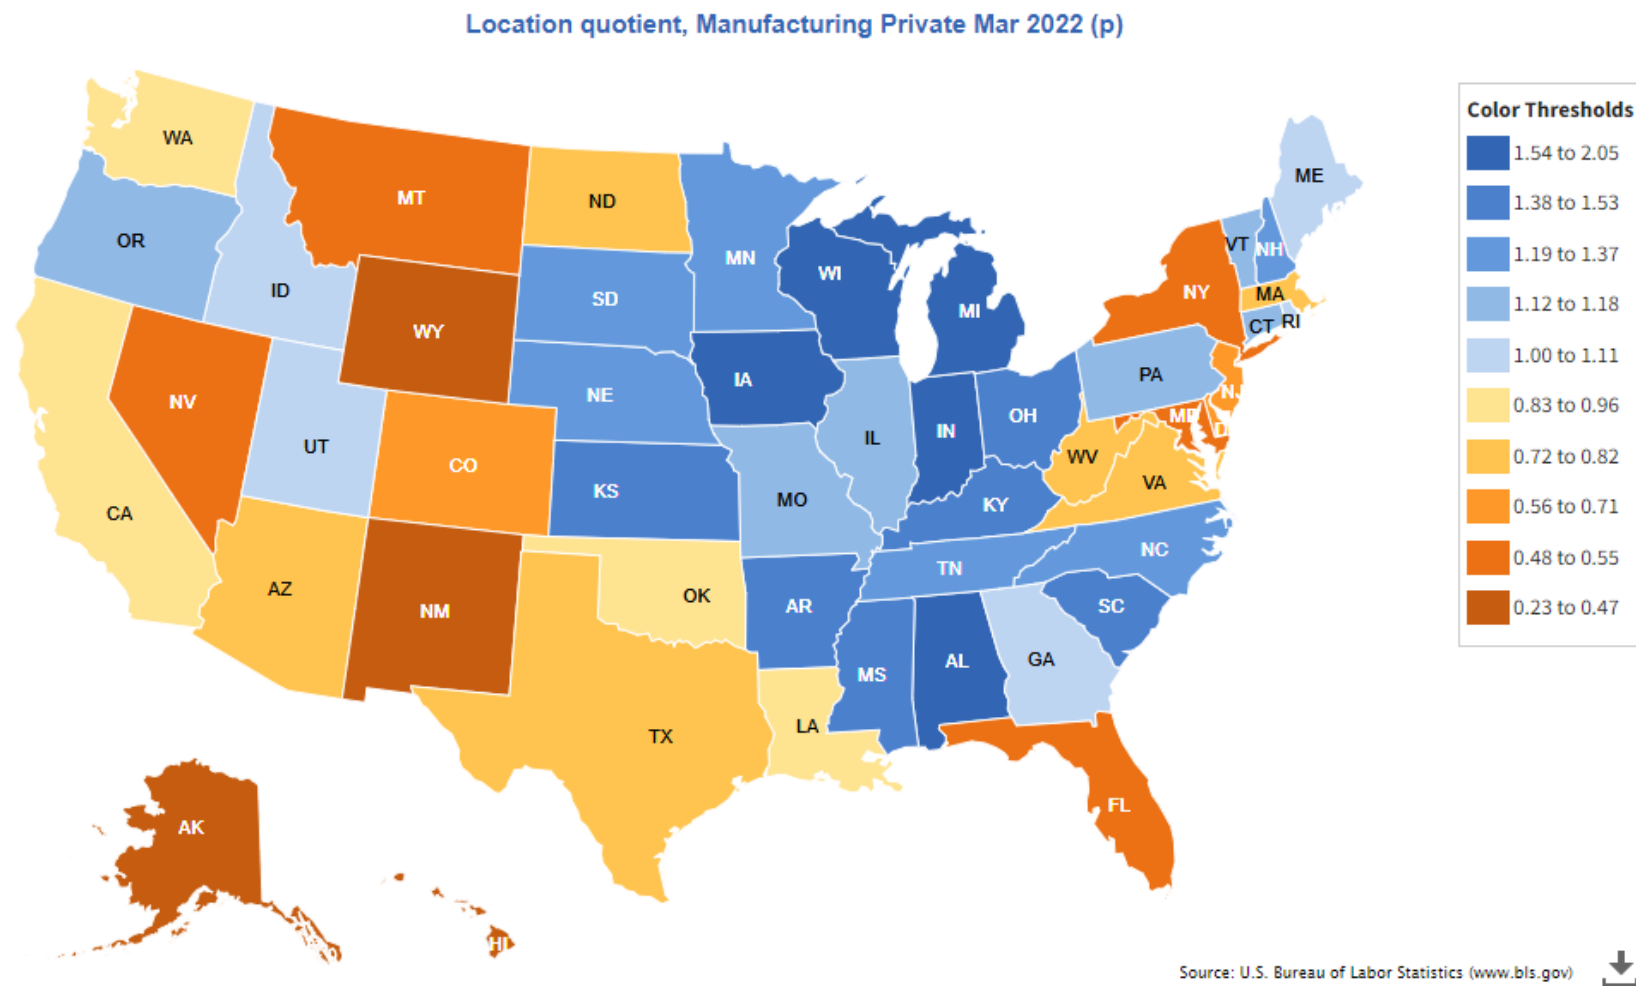 Location quotient, Manufacturing Private Mar 2022 (p)
Color Thresholds
1.54 to 2.05
1.38 to 1.53
1.19 to 1.37
1.12 to 1.18
1.00 to 1.11
0.83 to 0.96
0.72 to 0.82
0.56 to 0.71
0.48 to 0.55
0.23 to 0.47
WA
MT
ND
OR
ID
WY
SD
MN
WI
MI
ME
VT
NH
NY
MA
CT
RI
NV
UT
CO
NE
IA
IL
IN
OH
PA
NJ
MD
D
CA
KS
MO
KY
WV
VA
AZ
NM
OK
AR
TN
NC
SC
TX
LA
MS
AL
GA
FL
AK
HI
Source: U.S. Bureau of Labor Statistics (www.bls.gov)